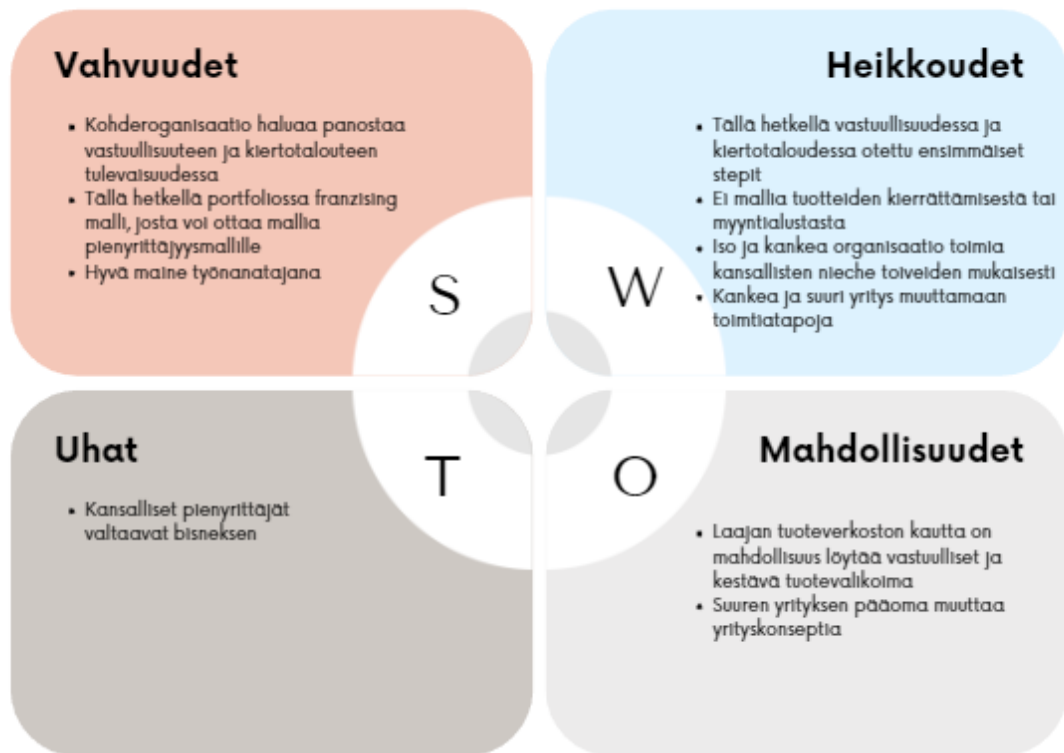 Vahvuudet
• Kohderoganisaatio haluaa panostaa
vastuullisuuteen ja kiertotalouteen
tulevaisuudessa
• Tällä hetkellä portfoliossa franzising
malli, josta voi ottaa mallia
pienyrittäjyysmallille
• Hyvä maine työnanatajana
S
Heikkoudet
• Tällä hetkellä vastuullisuudessa ja
kiertotaloudessa otettu ensimmäiset
stepit
• Ei mallia tuotteiden kierrättämisestä tai
myyntialustasta
• Iso ja kankea organisaatio toimia
kansallisten nieche toiveiden mukaisesti
• Kankea ja suuri yritys muuttamaan
toimtiatapoja
W
Uhat
• Kansalliset pienyrittäjät
valtaavat bisneksen
T
Mahdollisuudet
• Laajan tuoteverkoston kautta on
mahdollisuus löytää vastuulliset ja
kestävä tuotevalikoima
• Suuren yrityksen pääoma muuttaa
yrityskonseptia
O